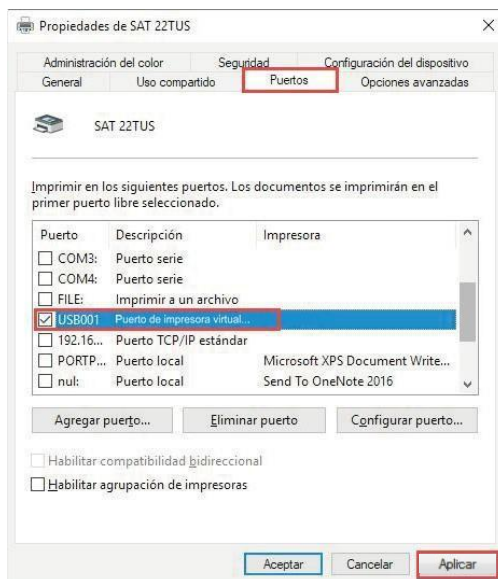 Propiedades de SAT 22TUS
Administración del color Seguridad Configuración del dispositivo
General Uso compartido Puertos Opciones avanzadas
SAT 22TUS
Imprimir en los siguientes puertos. Los documentos se imprimirán en el
primer puerto libre seleccionado.
Puerto Descripción Impresora
COM3: Puerto serie
COM4: Puerto serie
FILE: Imprimir a un archivo
USB001 Puerto de impresora virtual...
192.16... Puerto TCP/IP estándar
PORTP... Puerto local Microsoft XPS Document Write...
nul: Puerto local Send To OneNote 2016
Agregar puerto... Eliminar puerto Configurar puerto...
Habilitar compatibilidad bidireccional
Habilitar agrupación de impresoras
Aceptar Cancelar Aplicar